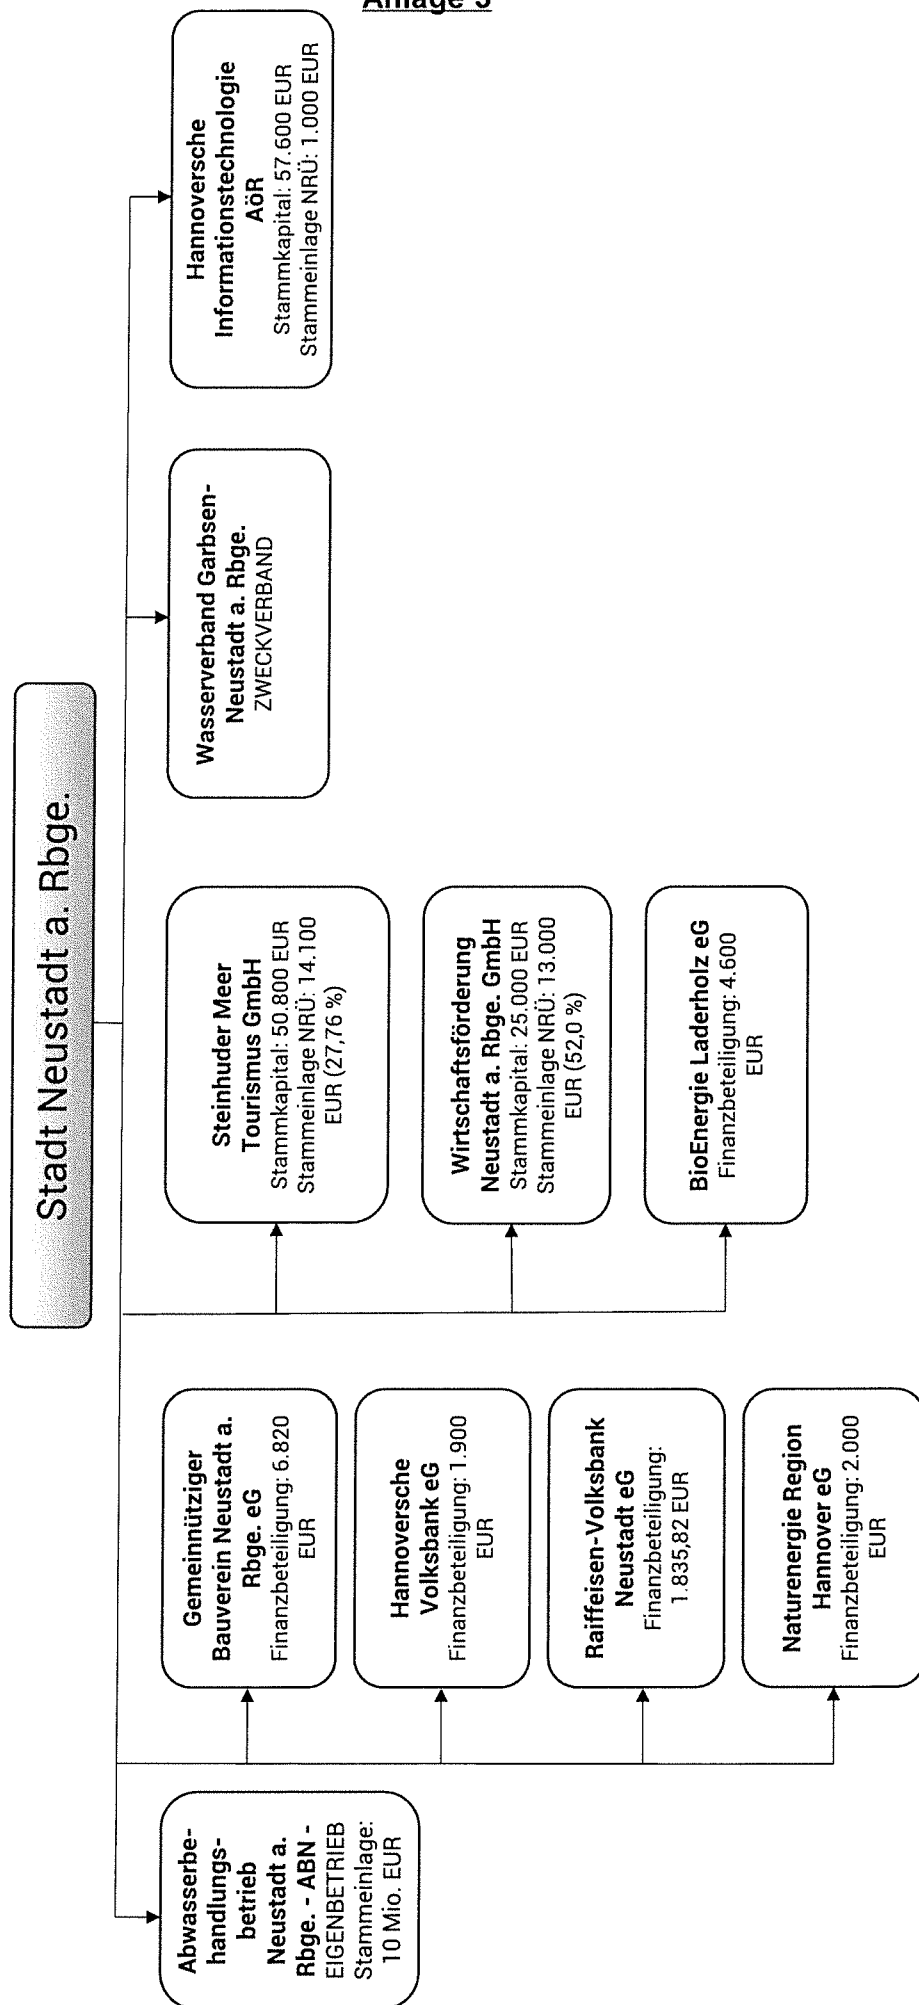 Anlage 3
Stadt Neustadt a. Rbge.
Abwasserbe-
handlungs-
betrieb
Neustadt a.
Rbge. - ABN -
EIGENBETRIEB
Stammeinlage:
10 Mio. EUR
Gemeinnütziger
Bauverein Neustadt a.
Rbge. eG
Finanzbeteiligung: 6.820
EUR
Hannoversche
Volksbank eG
Finanzbeteiligung: 1.900
EUR
Raiffeisen-Volksbank
Neustadt eG
Finanzbeteiligung:
1.835,82 EUR
Naturenergie Region
Hannover eG
Finanzbeteiligung: 2.000
EUR
Steinhuder Meer
Tourismus GmbH
Stammkapital: 50.800 EUR
Stammeinlage NRÜ: 14.100
EUR (27,76 %)
Wirtschaftsförderung
Neustadt a. Rbge. GmbH
Stammkapital: 25.000 EUR
Stammeinlage NRÜ: 13.000
EUR (52,0 %)
BioEnergie Laderholz eG
Finanzbeteiligung: 4.600
EUR
Wasserverband Garbsen-
Neustadt a. Rbge.
ZWECKVERBAND
Hannoversche
Informationstechnologie
AöR
Stammkapital: 57.600 EUR
Stammeinlage NRÜ: 1.000 EUR